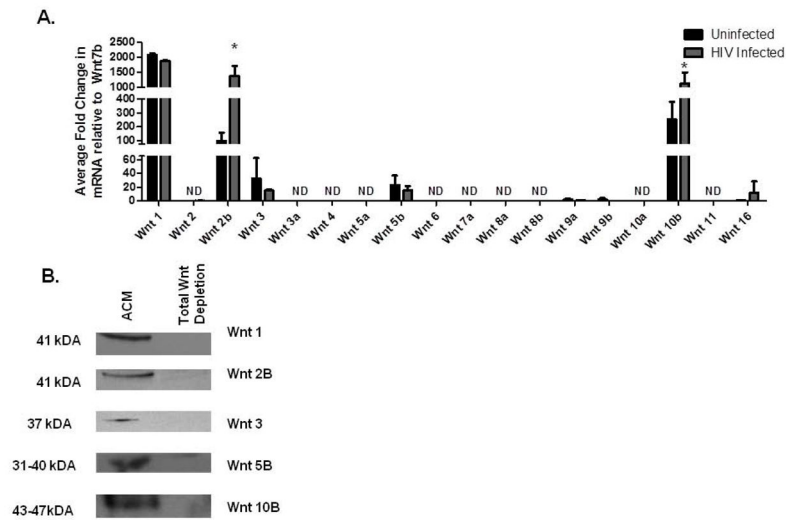 A.
Average Fold Change in
mRNA relative to Wnt7b
2500
2000
1500
1000
500
400
300
200
100
60
40
20
0
Uninfected
HIV Infected
*
*
ND
ND
ND
ND
ND
ND
ND
ND
ND
ND
Wnt 1
Wnt 2
Wnt 2b
Wnt 3
Wnt 3a
Wnt 4
Wnt 5a
Wnt 5b
Wnt 6
Wnt 7a
Wnt 8a
Wnt 8b
Wnt 9a
Wnt 9b
Wnt 10a
Wnt 10b
Wnt 11
Wnt 16
B.
ACM
Total Wnt
Depletion
41 kDA
Wnt 1
41 kDA
Wnt 2B
37 kDA
Wnt 3
31-40 kDA
Wnt 5B
43-47kDA
Wnt 10B